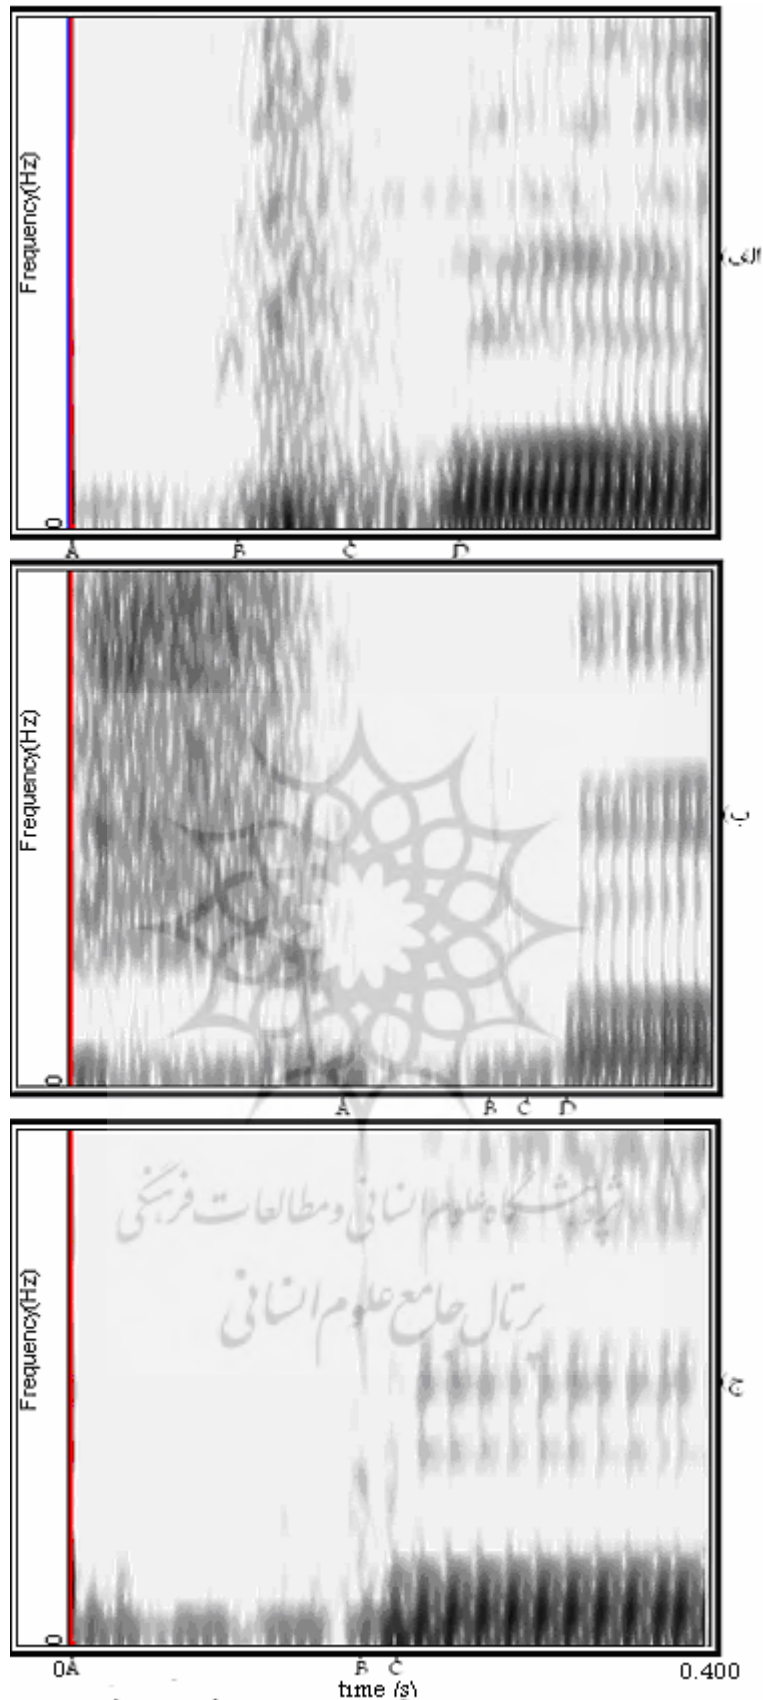 Frequency(Hz)
0
الف)
A B C D
Frequency(Hz)
0
ب)
A B C D
پژوهشگاه علوم انسانی و مطالعات فرهنگی
پرتال جامع علوم انسانی
Frequency(Hz)
0
ج)
0 A B C 0.400
time (s)